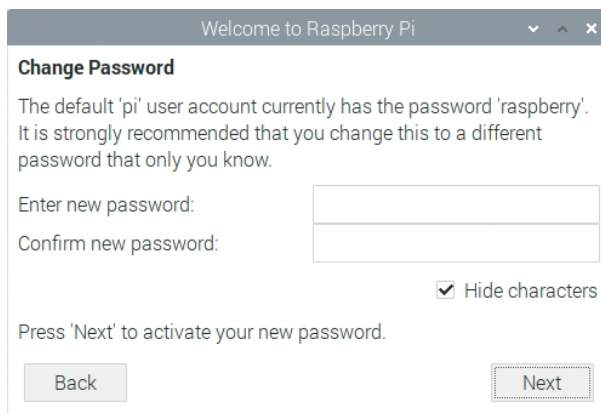 Welcome to Raspberry Pi
Change Password
The default 'pi' user account currently has the password 'raspberry'.
It is strongly recommended that you change this to a different
password that only you know.
Enter new password:
Confirm new password:
Hide characters
Press 'Next' to activate your new password.
Back
Next